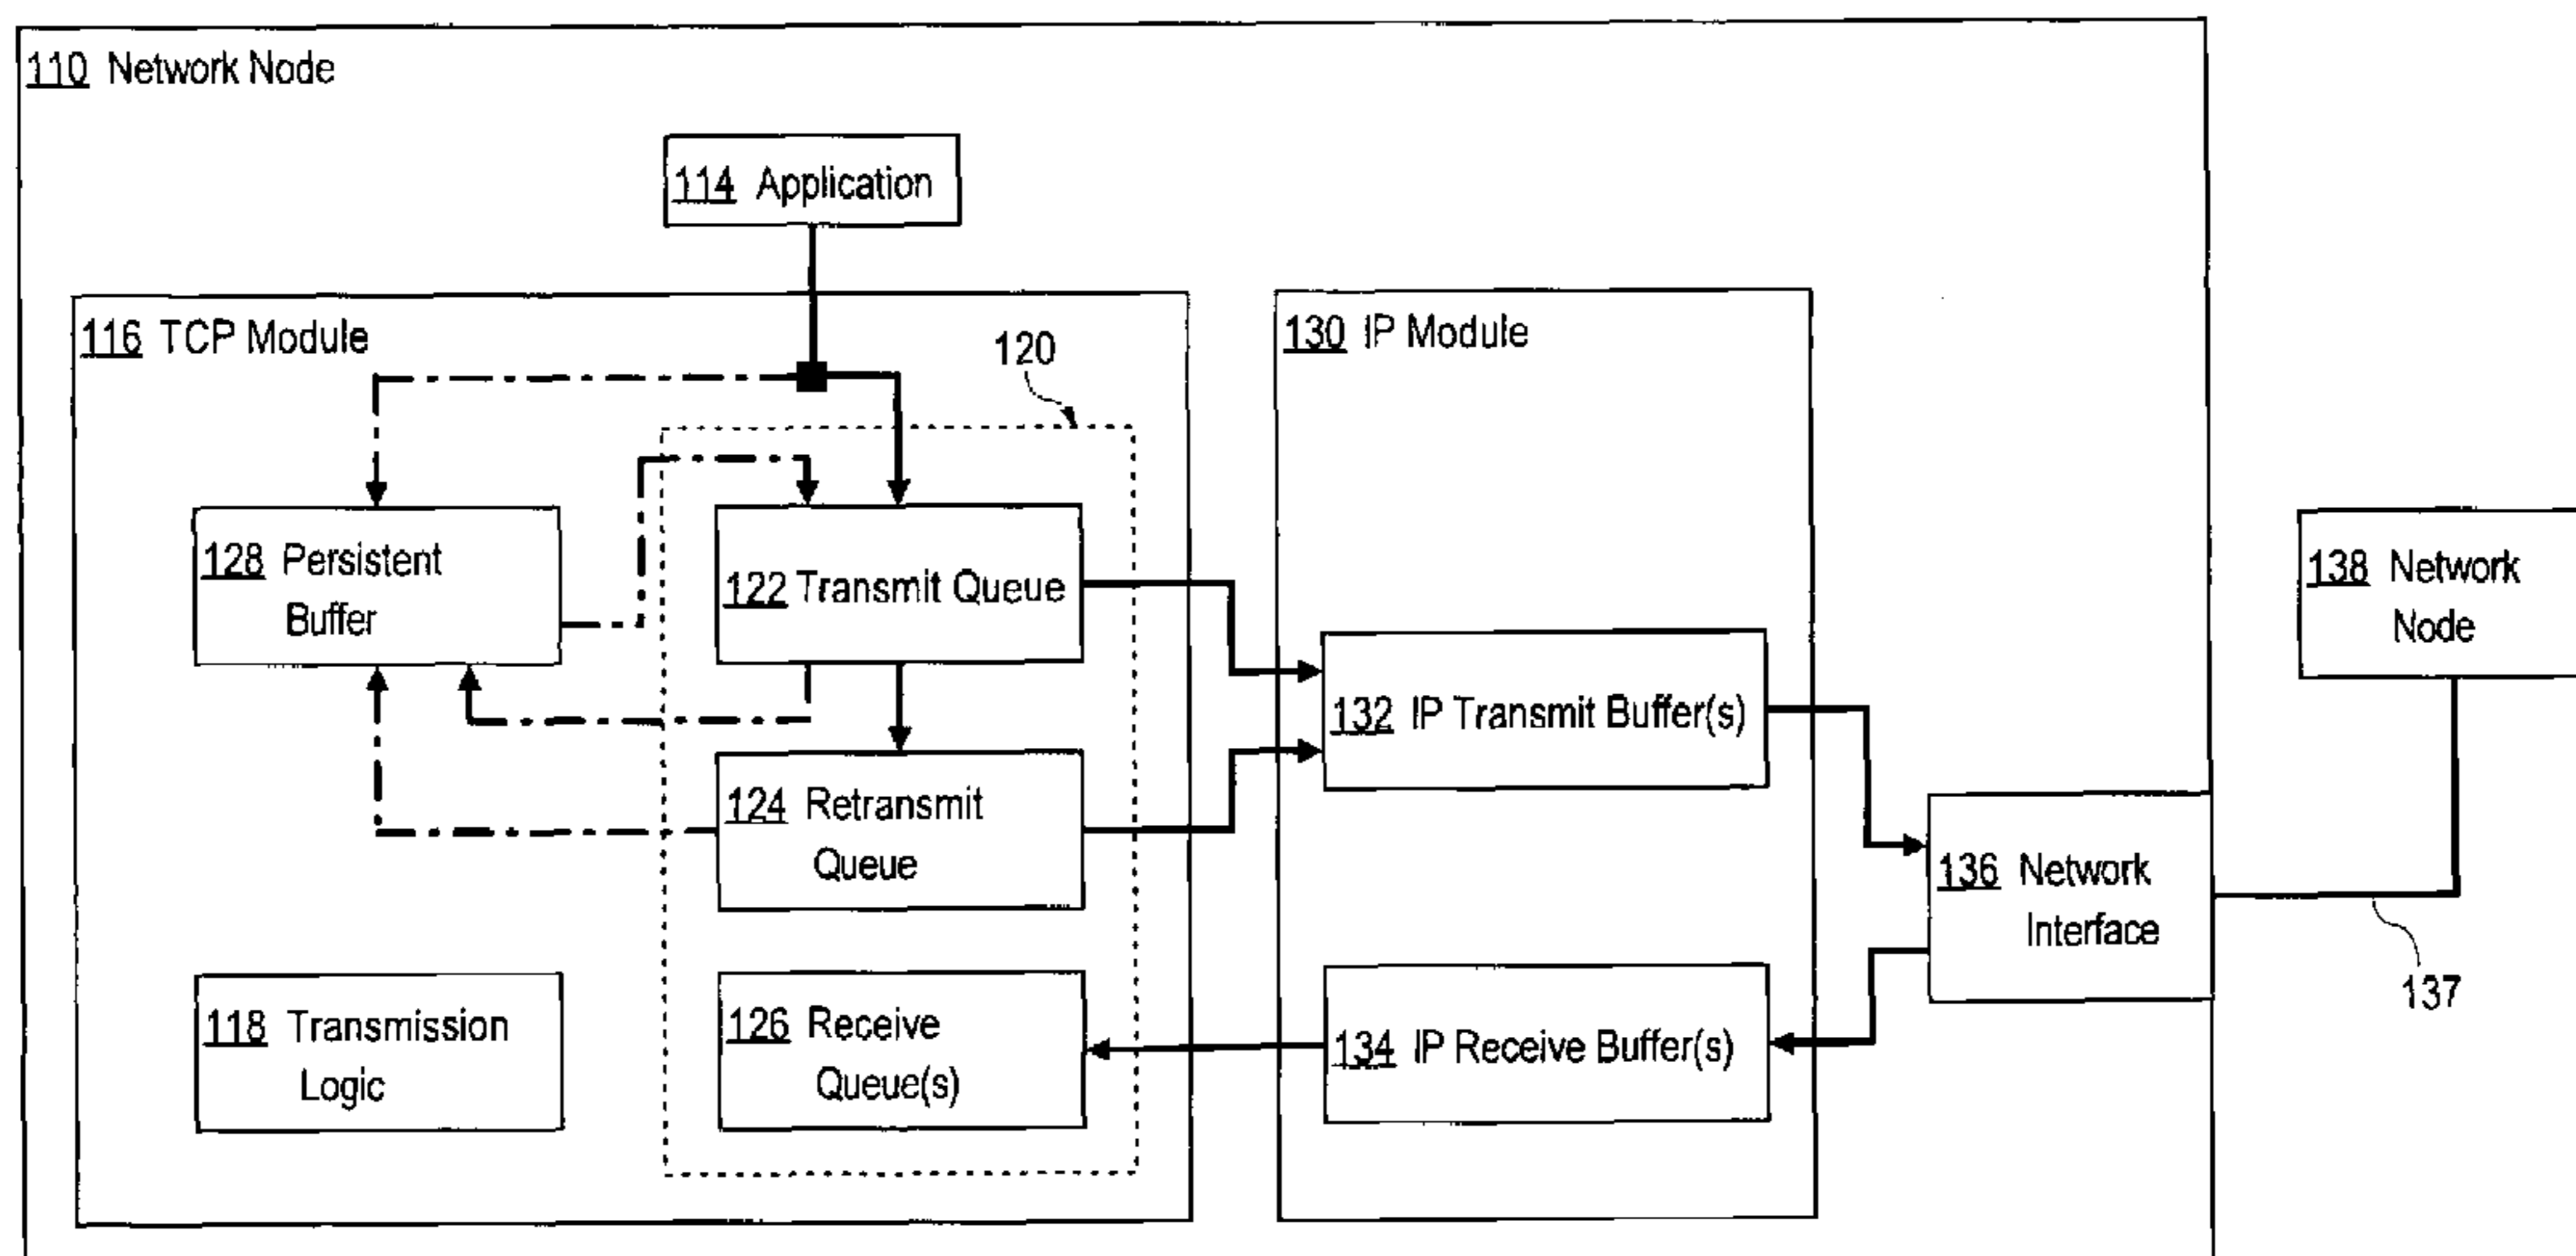 110 Network Node
114 Application
116 TCP Module
120
130 IP Module
128 Persistent
Buffer
122 Transmit Queue
138 Network
Node
132 IP Transmit Buffer(s)
124 Retransmit
Queue
136 Network
Interface
137
118 Transmission
Logic
126 Receive
Queue(s)
134 IP Receive Buffer(s)